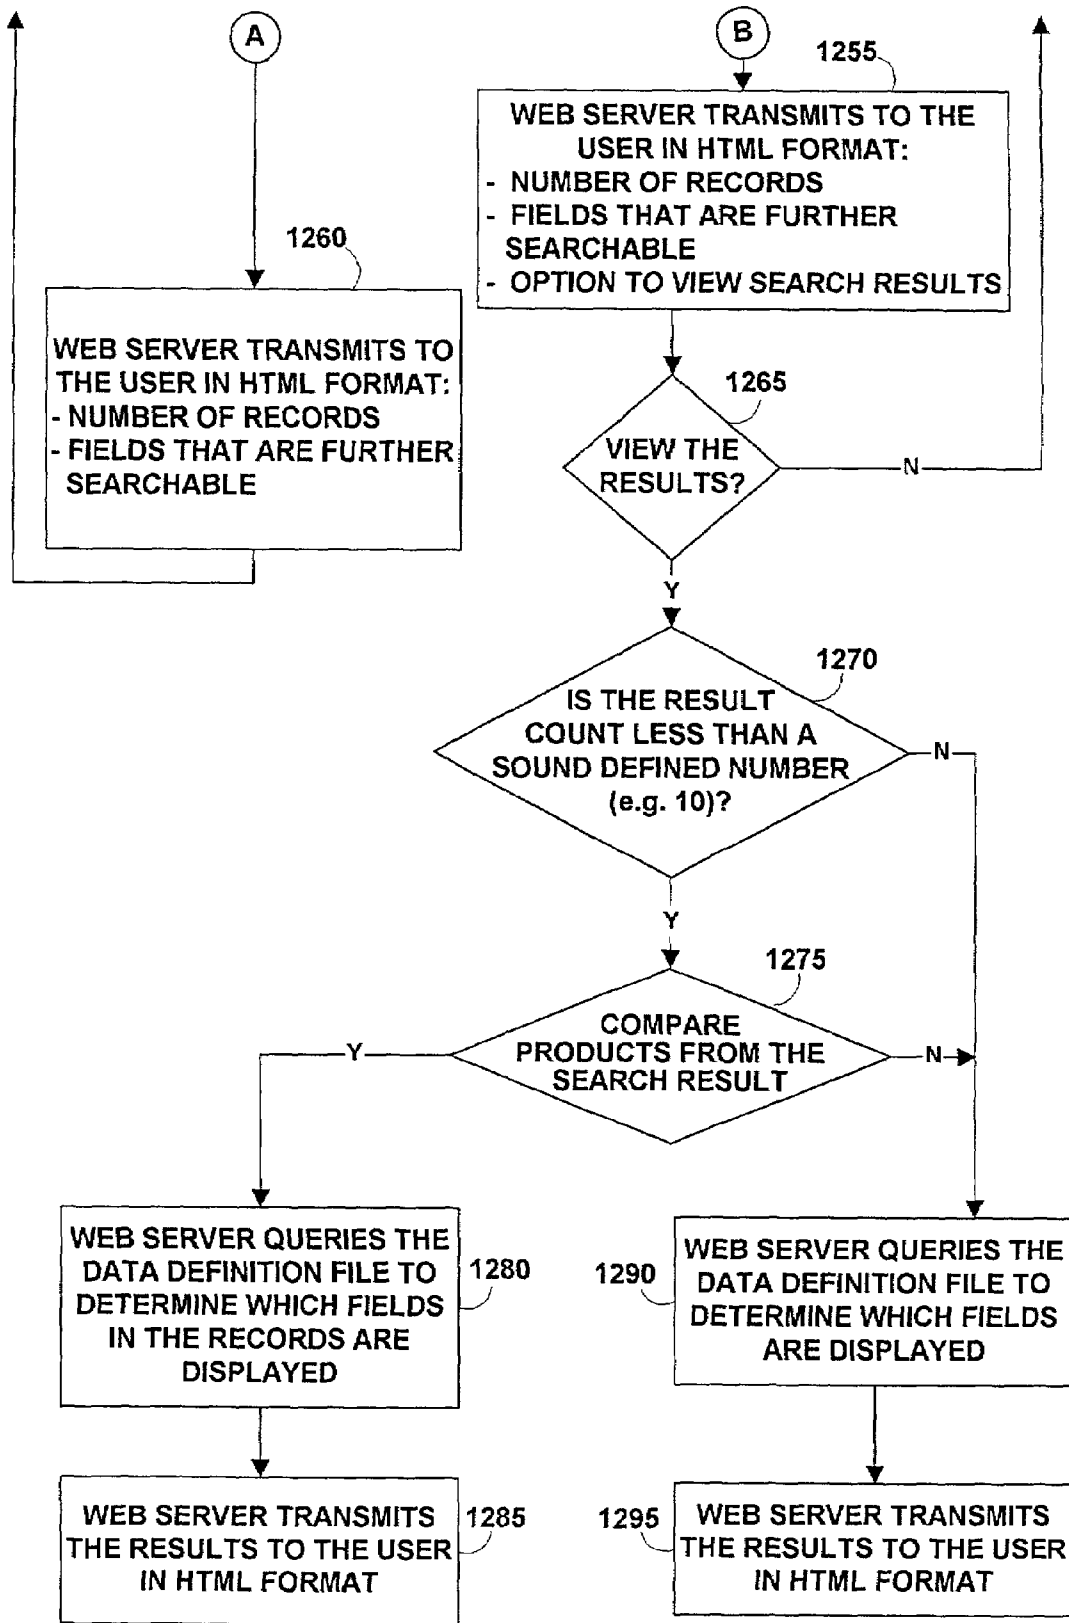 A
B
1255
WEB SERVER TRANSMITS TO THE
USER IN HTML FORMAT:
- NUMBER OF RECORDS
- FIELDS THAT ARE FURTHER
SEARCHABLE
- OPTION TO VIEW SEARCH RESULTS
1260
WEB SERVER TRANSMITS TO
THE USER IN HTML FORMAT:
- NUMBER OF RECORDS
- FIELDS THAT ARE FURTHER
SEARCHABLE
1265
VIEW THE
RESULTS?
N
Y
1270
IS THE RESULT
COUNT LESS THAN A
SOUND DEFINED NUMBER
(e.g. 10)?
N
Y
1275
COMPARE
PRODUCTS FROM THE
SEARCH RESULT
Y
N
WEB SERVER QUERIES THE
DATA DEFINITION FILE TO
DETERMINE WHICH FIELDS
IN THE RECORDS ARE
DISPLAYED
1280
1290
WEB SERVER QUERIES THE
DATA DEFINITION FILE TO
DETERMINE WHICH FIELDS
ARE DISPLAYED
WEB SERVER TRANSMITS
THE RESULTS TO THE USER
IN HTML FORMAT
1285
1295
WEB SERVER TRANSMITS
THE RESULTS TO THE USER
IN HTML FORMAT